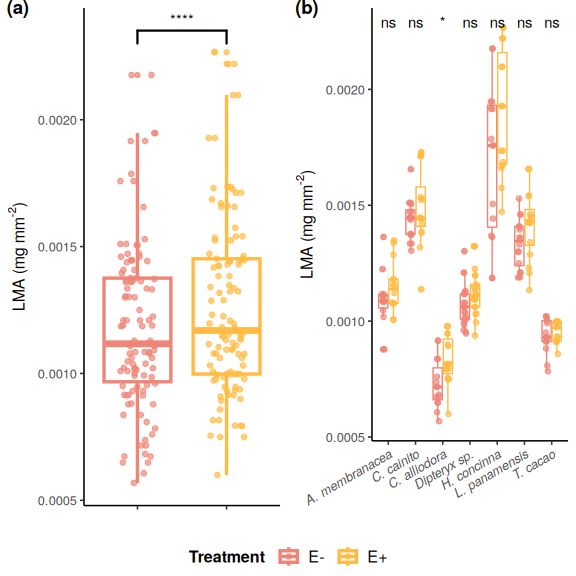 (a)
****
LMA (mg mm-2)
0.0020
0.0015
0.0010
0.0005
(b)
ns ns * ns ns ns ns
LMA (mg mm-2)
0.0020
0.0015
0.0010
0.0005
A. membranacea
C. cainito
C. alliodora
Dipteryx sp.
H. concinna
L. panamensis
T. cacao
Treatment E- E+